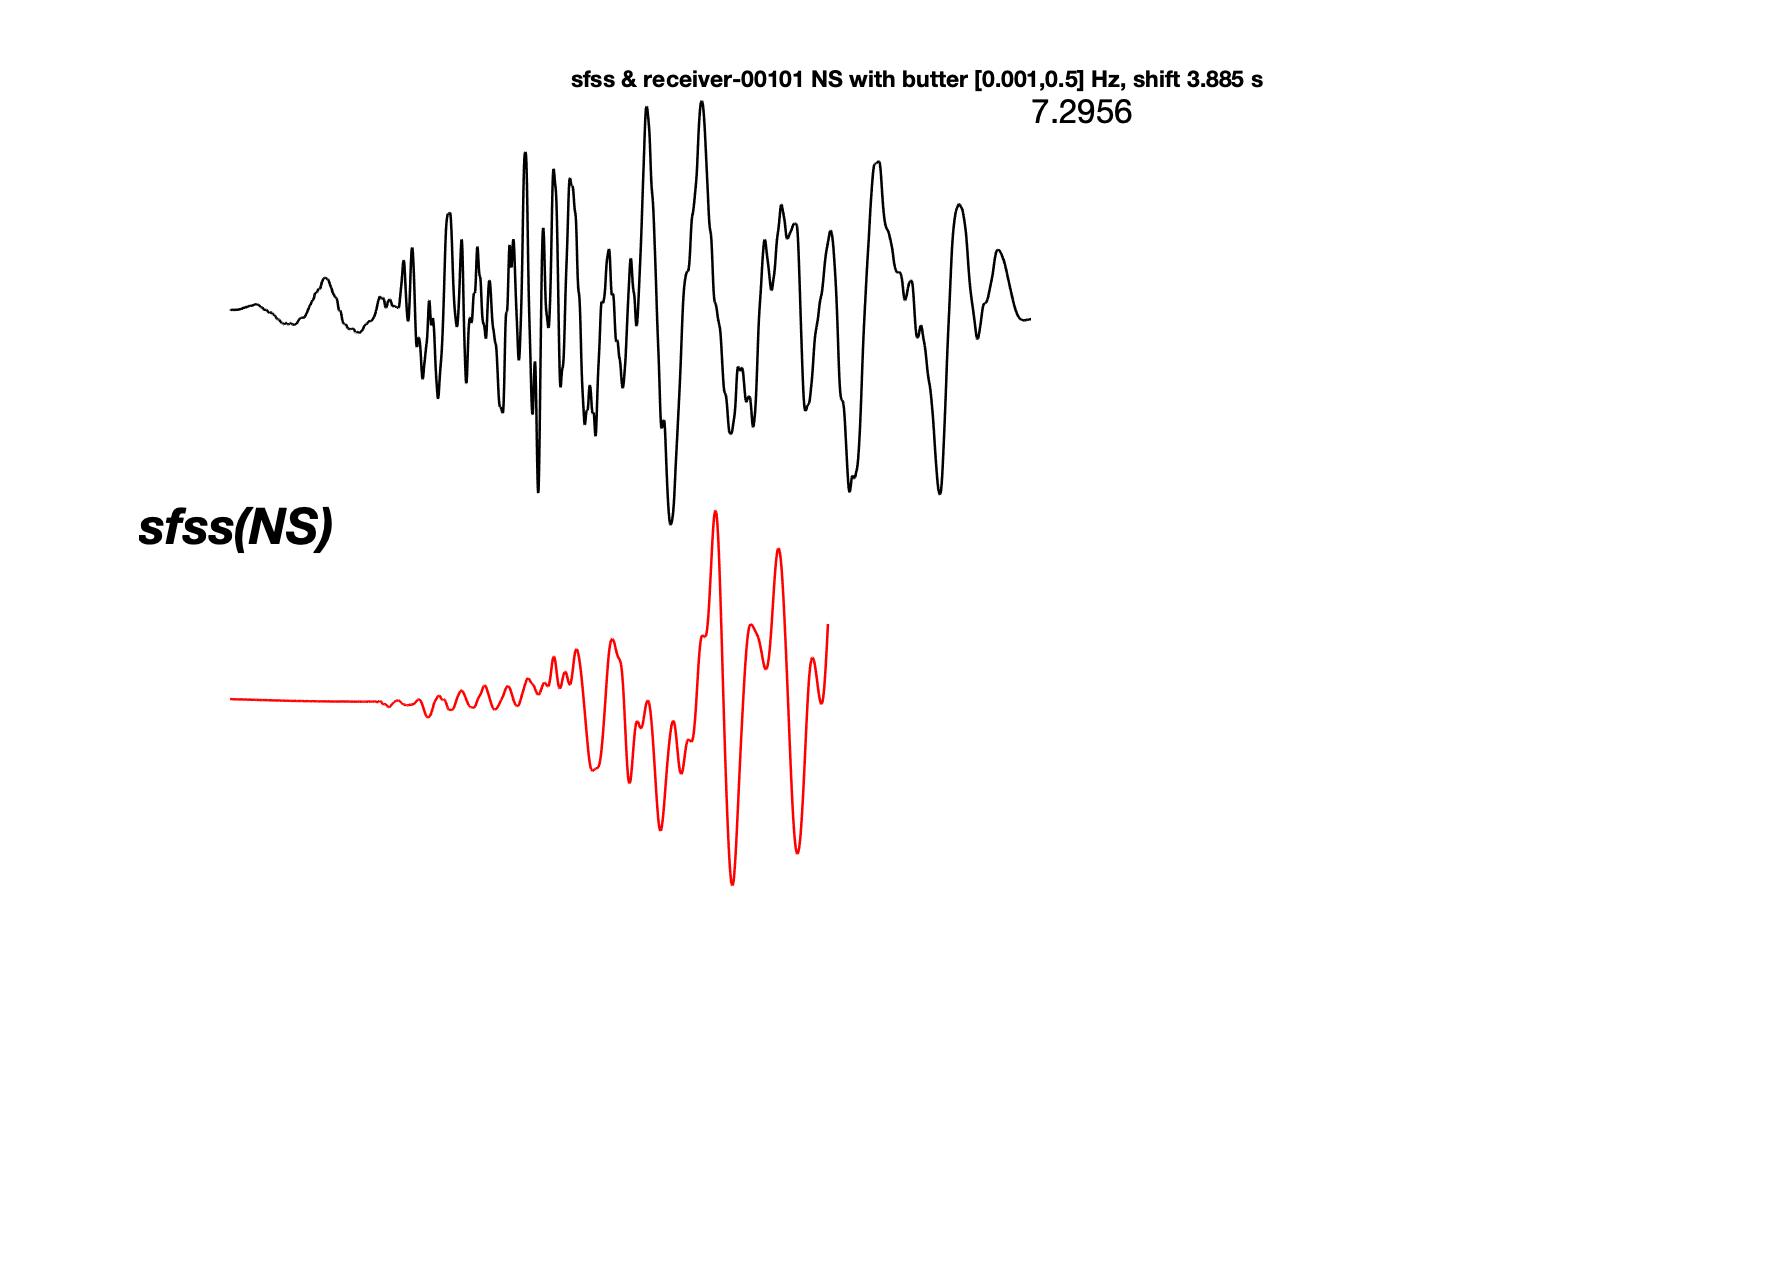 sfss & receiver-00101 NS with butter [0.001,0.5] Hz, shift 3.885 s
7.2956
sfss(NS)